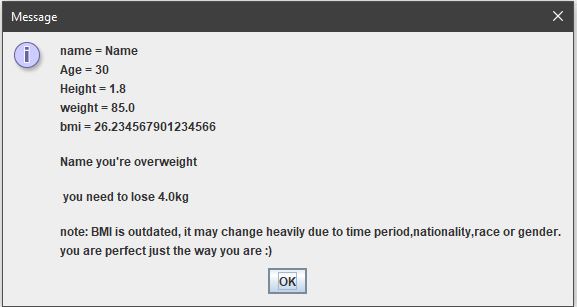 Message
name = Name
Age = 30
Height = 1.8
weight = 85.0
bmi = 26.234567901234566
Name you're overweight
you need to lose 4.0kg
note: BMI is outdated, it may change heavily due to time period,nationality,race or gender.
you are perfect just the way you are :)
OK